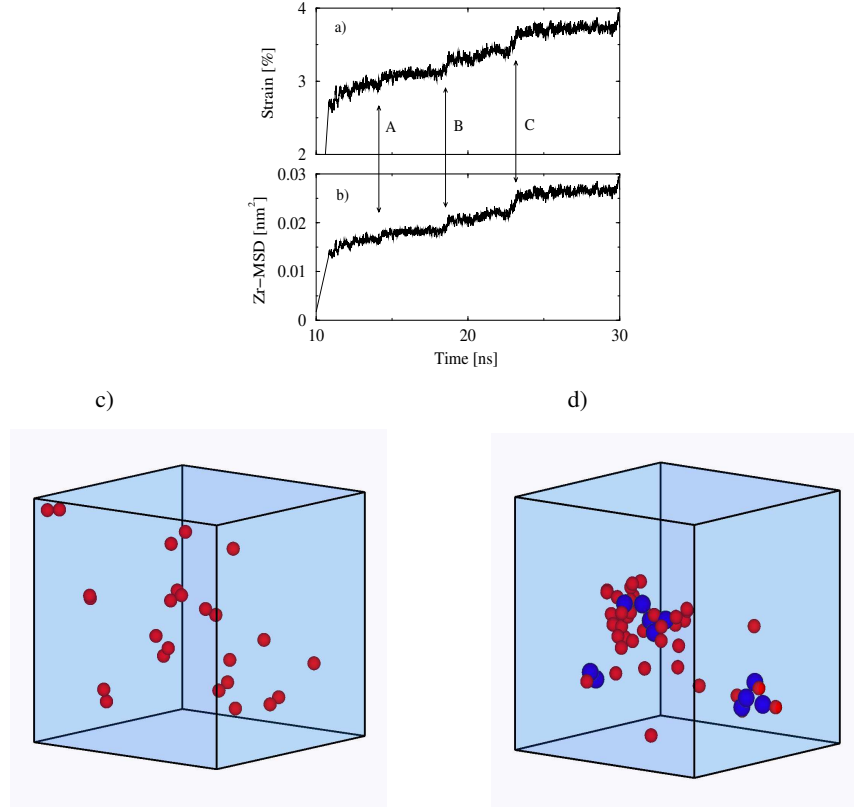 4
a)
Strain [%]
3
A
B
C
2
0.03
b)
0.02
Zr−MSD [nm²]
0.01
0
10
20
30
Time [ns]
c)
d)